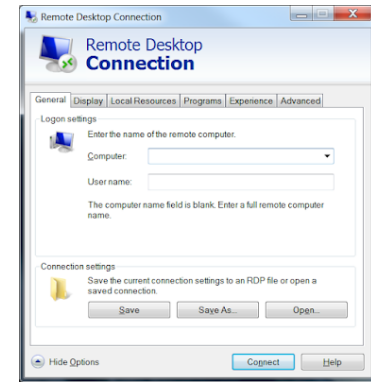 Remote Desktop Connection
Remote Desktop
Connection
General Display Local Resources Programs Experience Advanced
Logon settings
Enter the name of the remote computer.
Computer:
User name:
The computer name field is blank. Enter a full remote computer
name.
Connection settings
Save the current connection settings to an RDP file or open a
saved connection.
Save Save As... Open...
Hide Options Connect Help